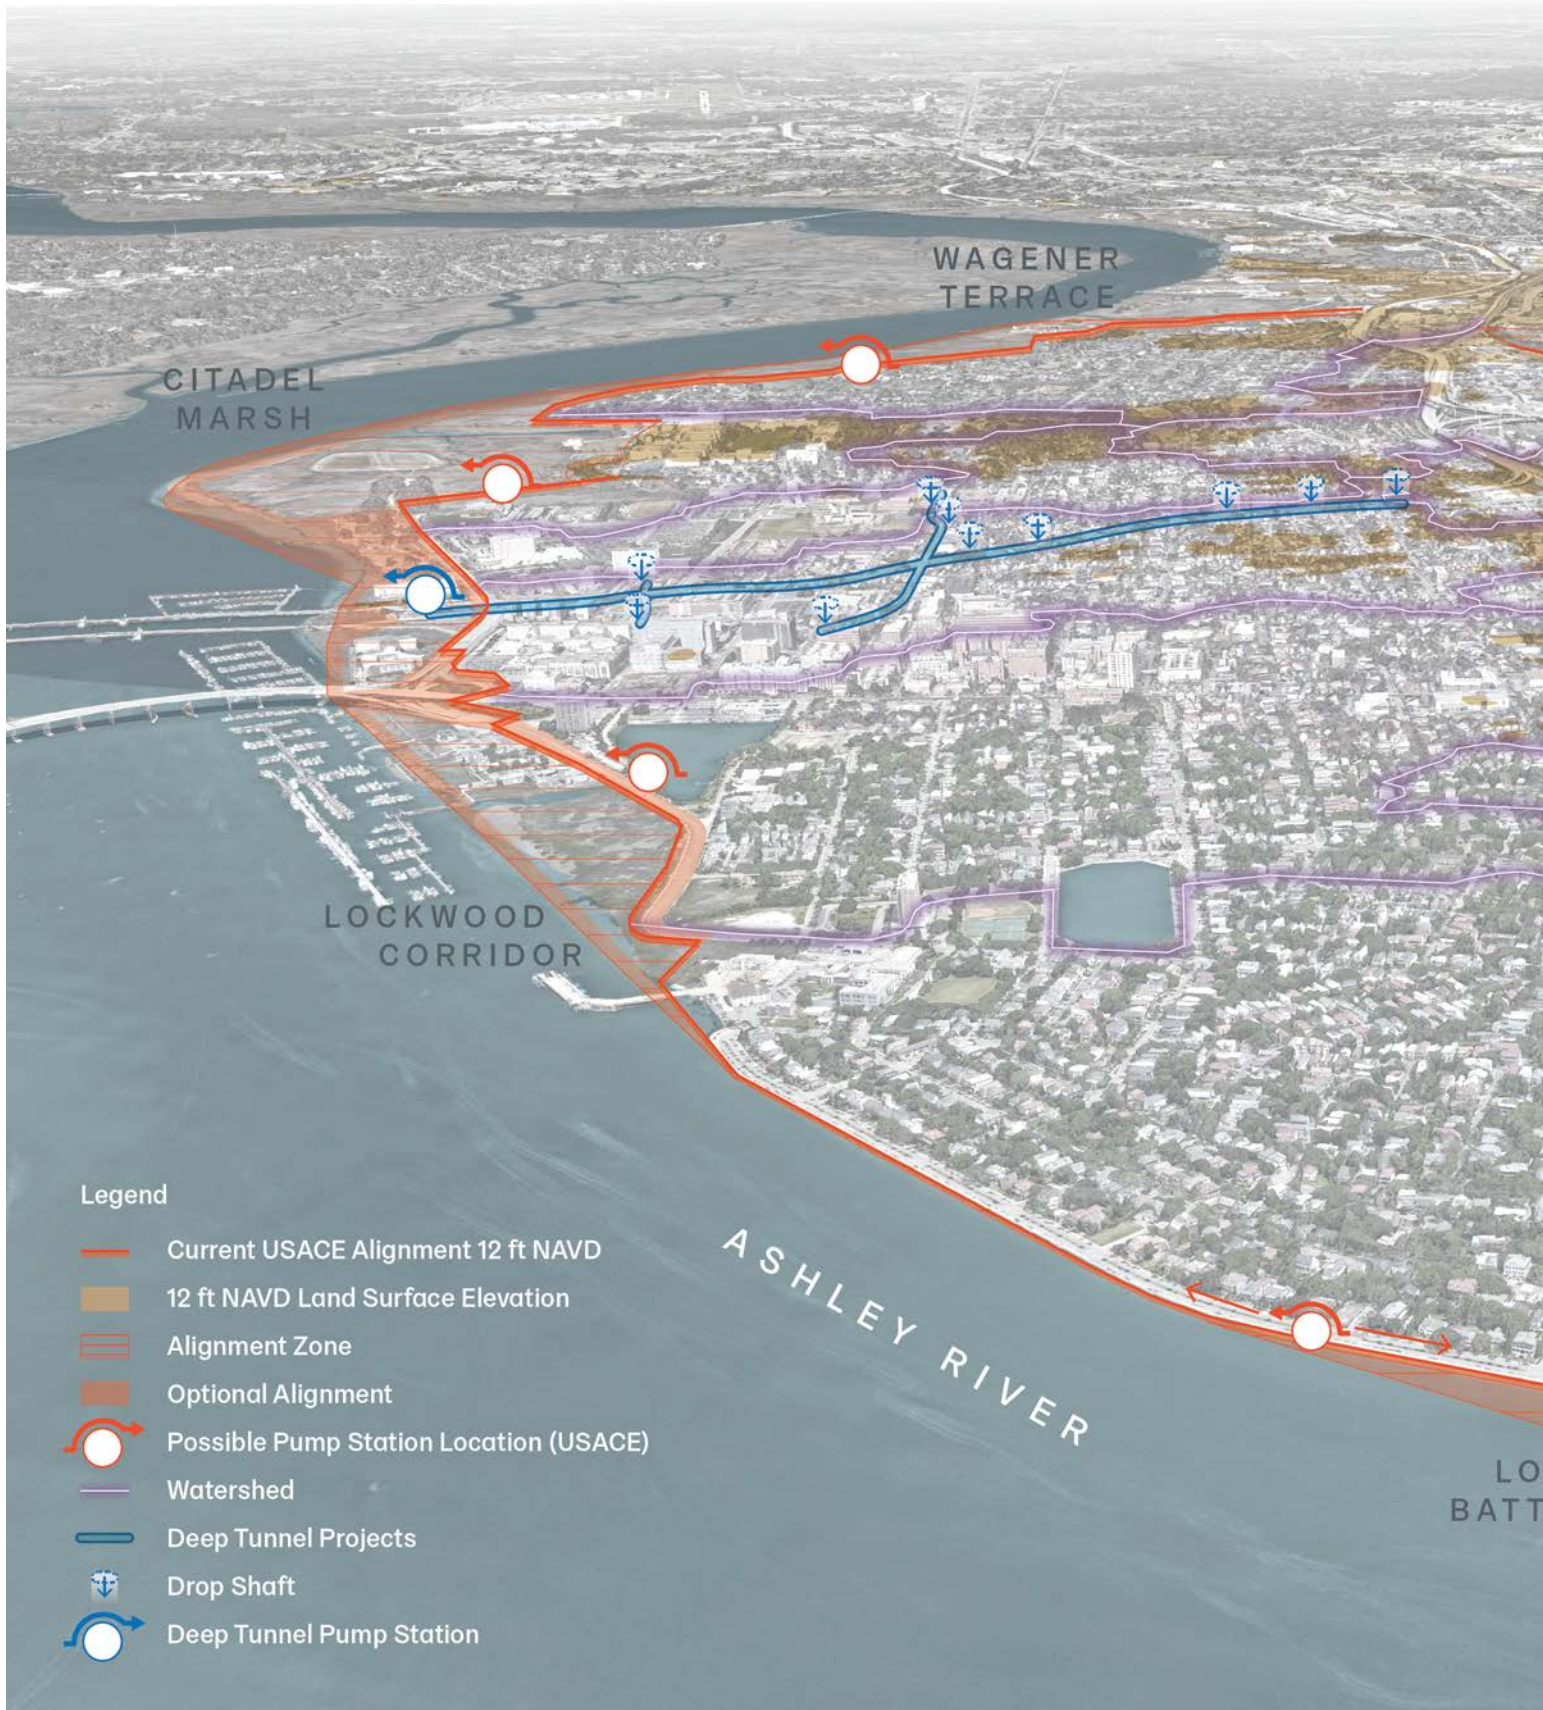 WAGENER
TERRACE
CITADEL
MARSH
LOCKWOOD
CORRIDOR
ASHLEY RIVER
LO
BATT
Legend
Current USACE Alignment 12 ft NAVD
12 ft NAVD Land Surface Elevation
Alignment Zone
Optional Alignment
Possible Pump Station Location (USACE)
Watershed
Deep Tunnel Projects
Drop Shaft
Deep Tunnel Pump Station